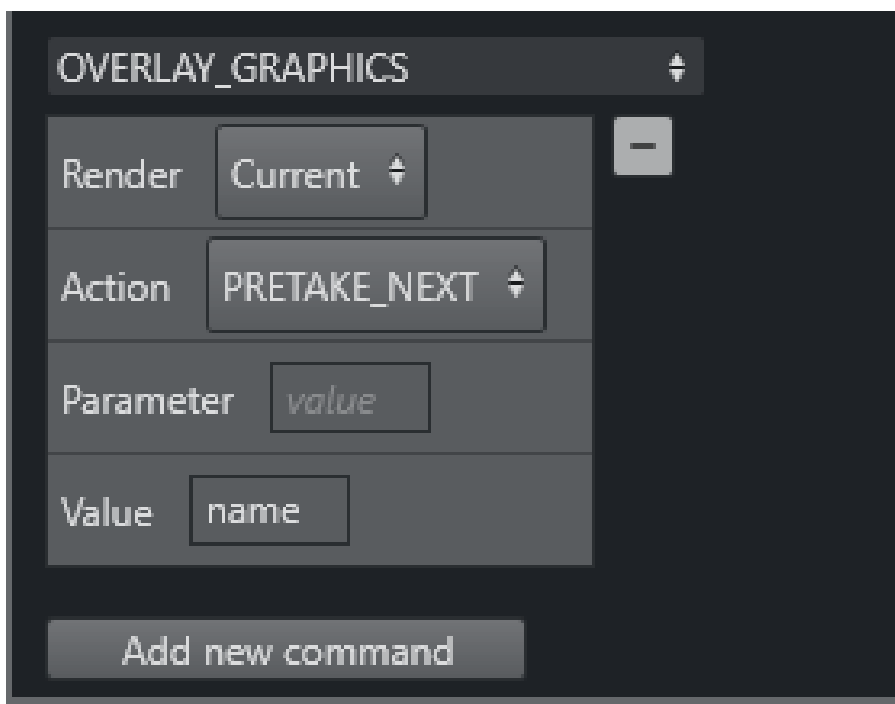 OVERLAY_GRAPHICS
Render Current
Action PRETAKE_NEXT
Parameter value
Value name
Add new command